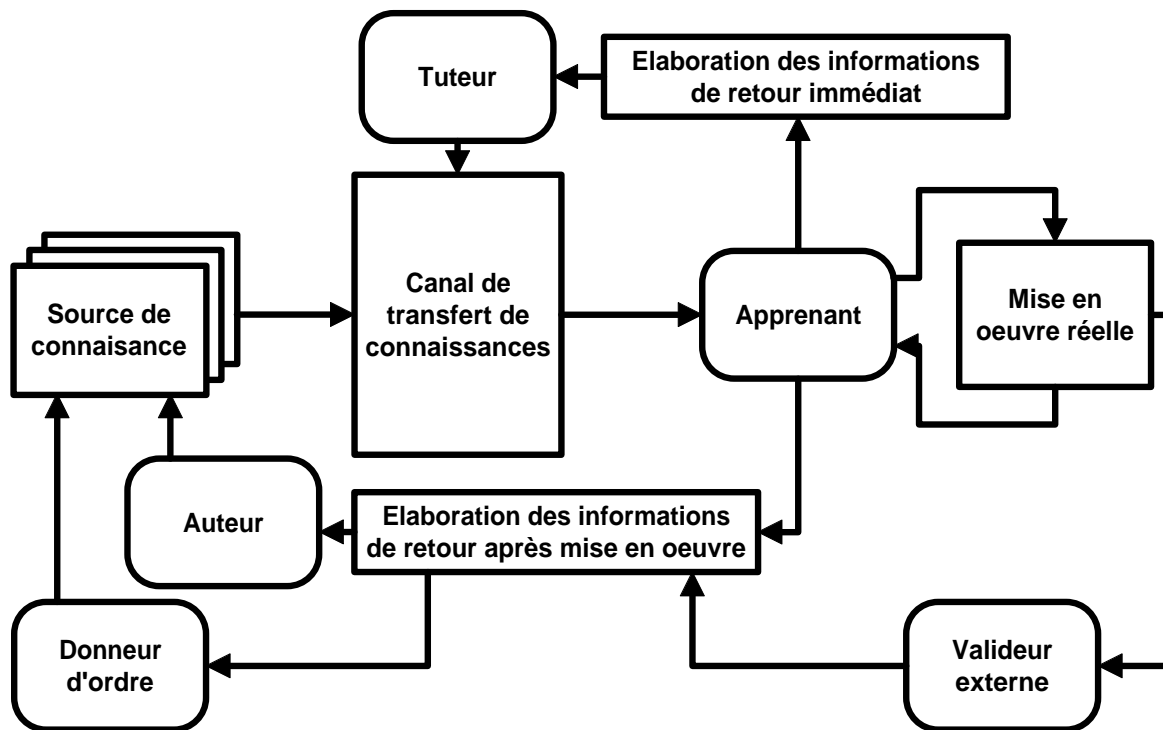 Tuteur
Elaboration des informations
de retour immédiat
Source de
connaisance
Canal de
transfert de
connaissances
Apprenant
Mise en
oeuvre réelle
Auteur
Elaboration des informations
de retour après mise en oeuvre
Donneur
d'ordre
Valideur
externe